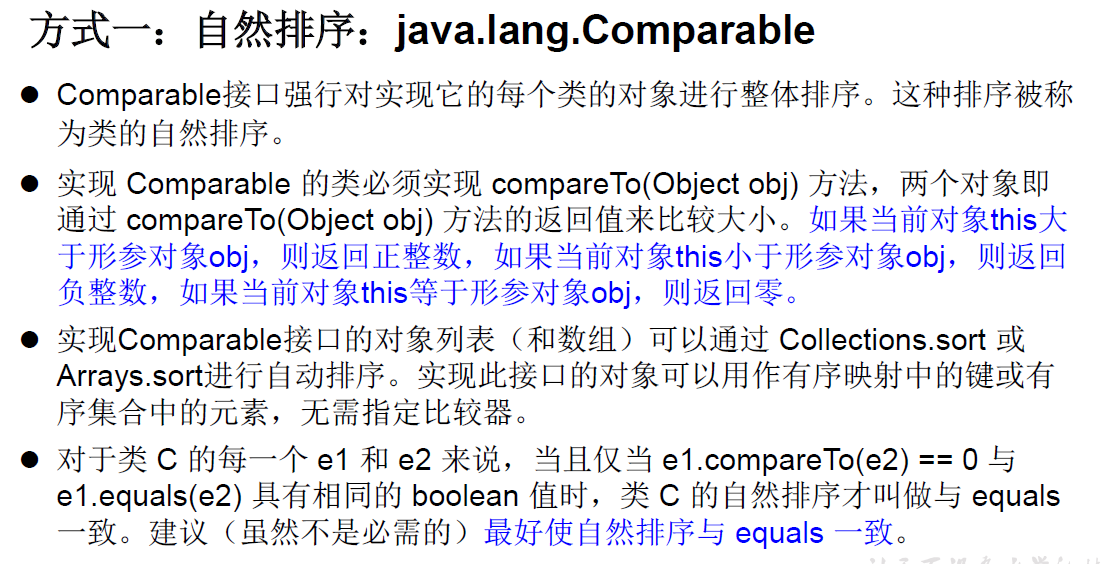 方式一：自然排序：java.lang.Comparable
● Comparable接口强行对实现它的每个类的对象进行整体排序。这种排序被称
为类的自然排序。
● 实现 Comparable 的类必须实现 compareTo(Object obj) 方法，两个对象即
通过 compareTo(Object obj) 方法的返回值来比较大小。如果当前对象this大
于形参对象obj，则返回正整数，如果当前对象this小于形参对象obj，则返回
负整数，如果当前对象this等于形参对象obj，则返回零。
● 实现Comparable接口的对象列表（和数组）可以通过 Collections.sort 或
Arrays.sort进行自动排序。实现此接口的对象可以用作有序映射中的键或有
序集合中的元素，无需指定比较器。
● 对于类 C 的每一个 e1 和 e2 来说，当且仅当 e1.compareTo(e2) == 0 与
e1.equals(e2) 具有相同的 boolean 值时，类 C 的自然排序才叫做与 equals
一致。建议（虽然不是必需的）最好使自然排序与 equals 一致。